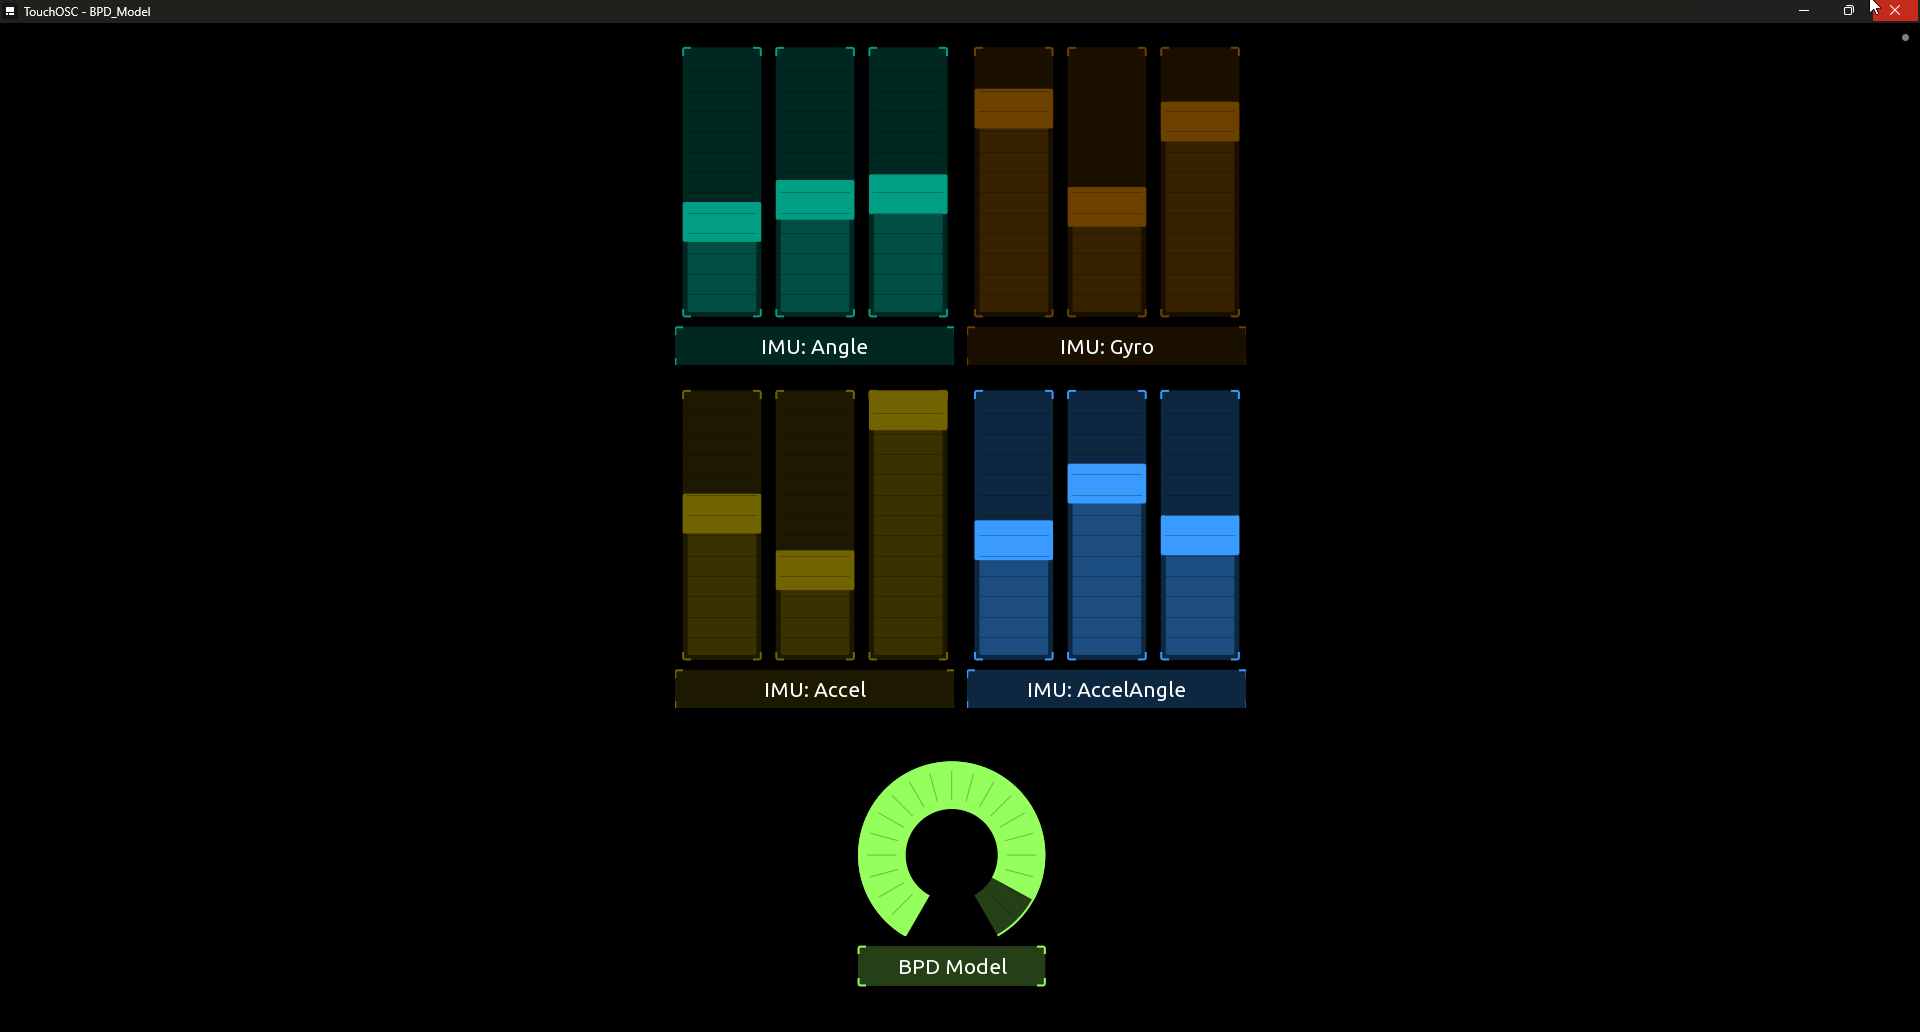 TouchOSC - BPD_Model
IMU: Angle
IMU: Gyro
IMU: Accel
IMU: AccelAngle
BPD Model